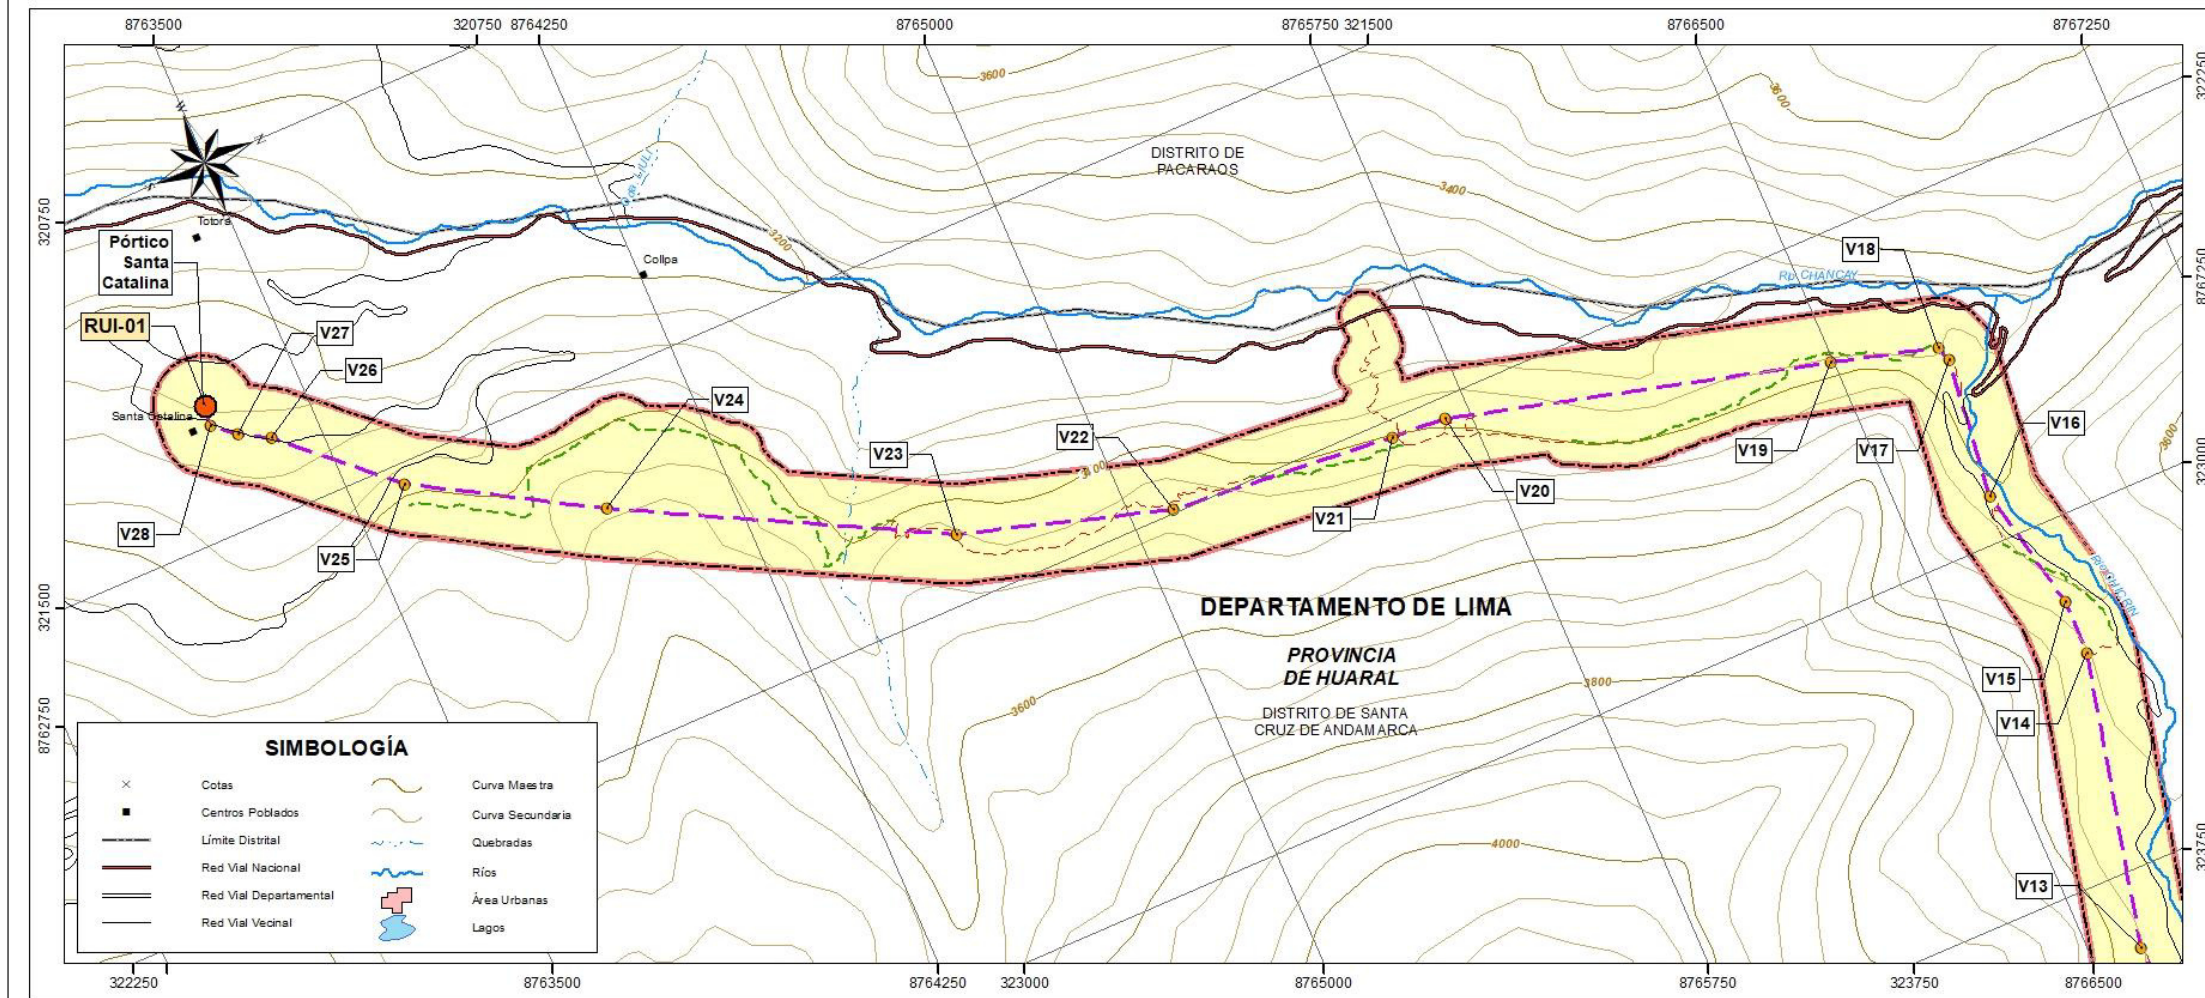 8763500
320750
8764250
8765000
8765750
321500
8766500
8767250
322250
320750
8767250
323000
323750
321500
8762750
W
N
S
DISTRITO DE
PACARAOS
3600
3600
3400
3200
Totora
Collpa
Pórtico
Santa
Catalina
RUI-01
Santa Catalina
V27
V26
V28
V25
V24
V23
V22
V21
V20
V19
V18
V17
V16
V15
V14
V13
Río CHANCAY
3600
3600
3800
4000
DEPARTAMENTO DE LIMA
PROVINCIA
DE HUARAL
DISTRITO DE SANTA
CRUZ DE ANDAMARCA
SIMBOLOGÍA
Cotas
Centros Poblados
Límite Distrital
Red Vial Nacional
Red Vial Departamental
Red Vial Vecinal
Curva Maestra
Curva Secundaria
Quebradas
Ríos
Área Urbanas
Lagos
322250
8763500
8764250
323000
8765000
8765750
323750
8766500